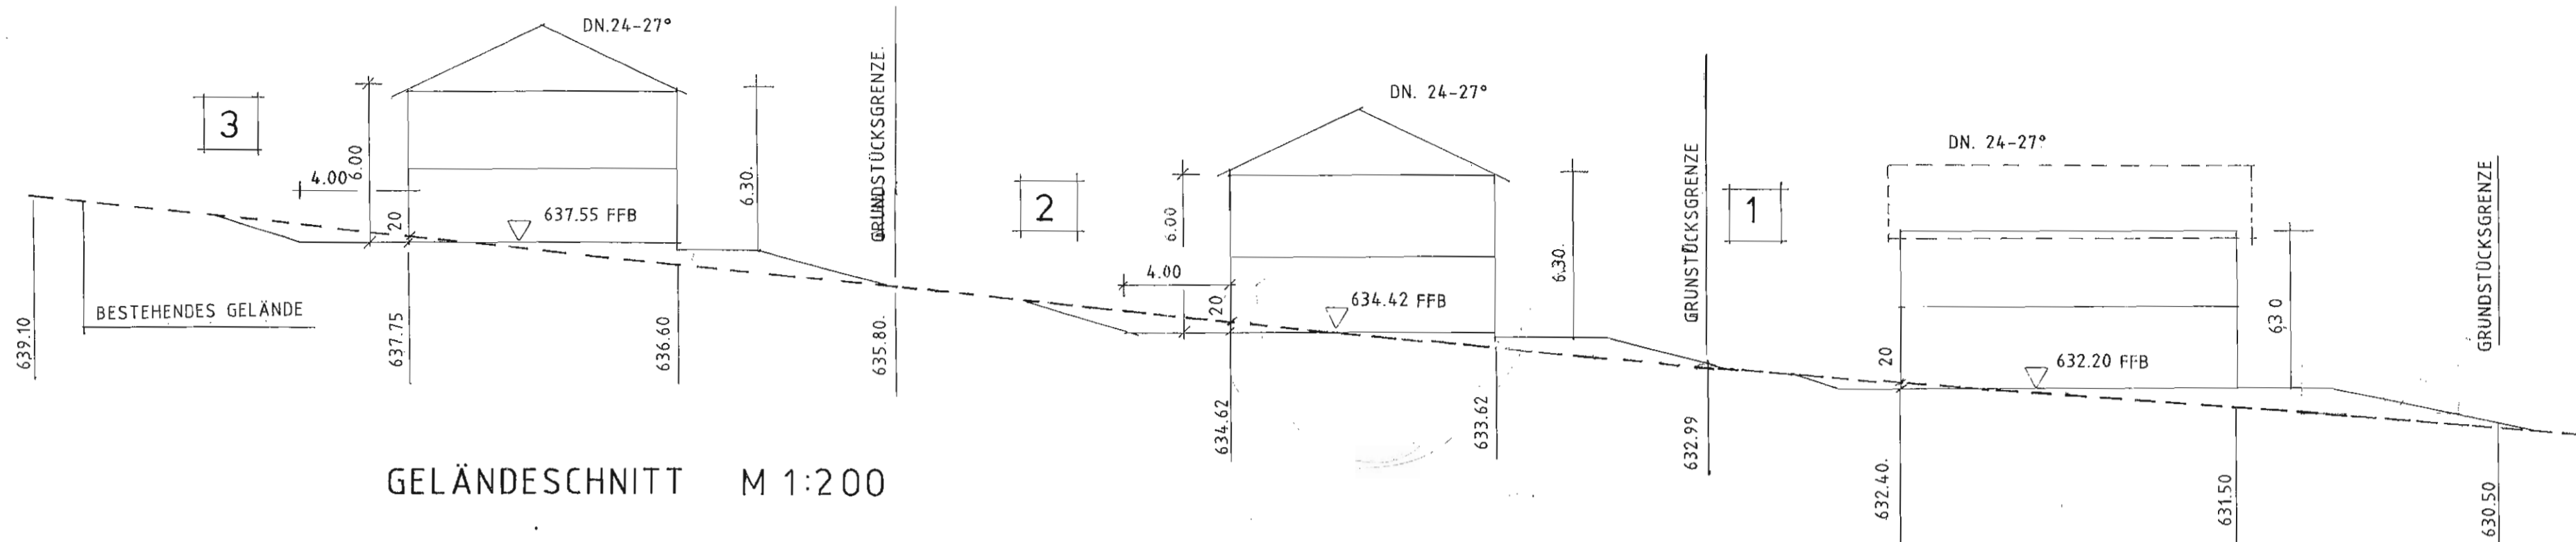 DN.24-27°
3
6.00
4.00
20
637.55 FFB
6.30.
GRUNDSTÜCKSGRENZE.
BESTEHENDES GELÄNDE
639.10
637.75
636.60
635.80.
DN. 24-27°
2
6.00
4.00
20
634.42 FFB
6.30.
GRUNSTÜCKSGRENZE
634.62
633.62
632.99
DN. 24-27°
1
20
632.20 FFB
6,30
GRUNDSTÜCKSGRENZE
632.40.
631.50
630.50
GELÄNDESCHNITT M 1:200